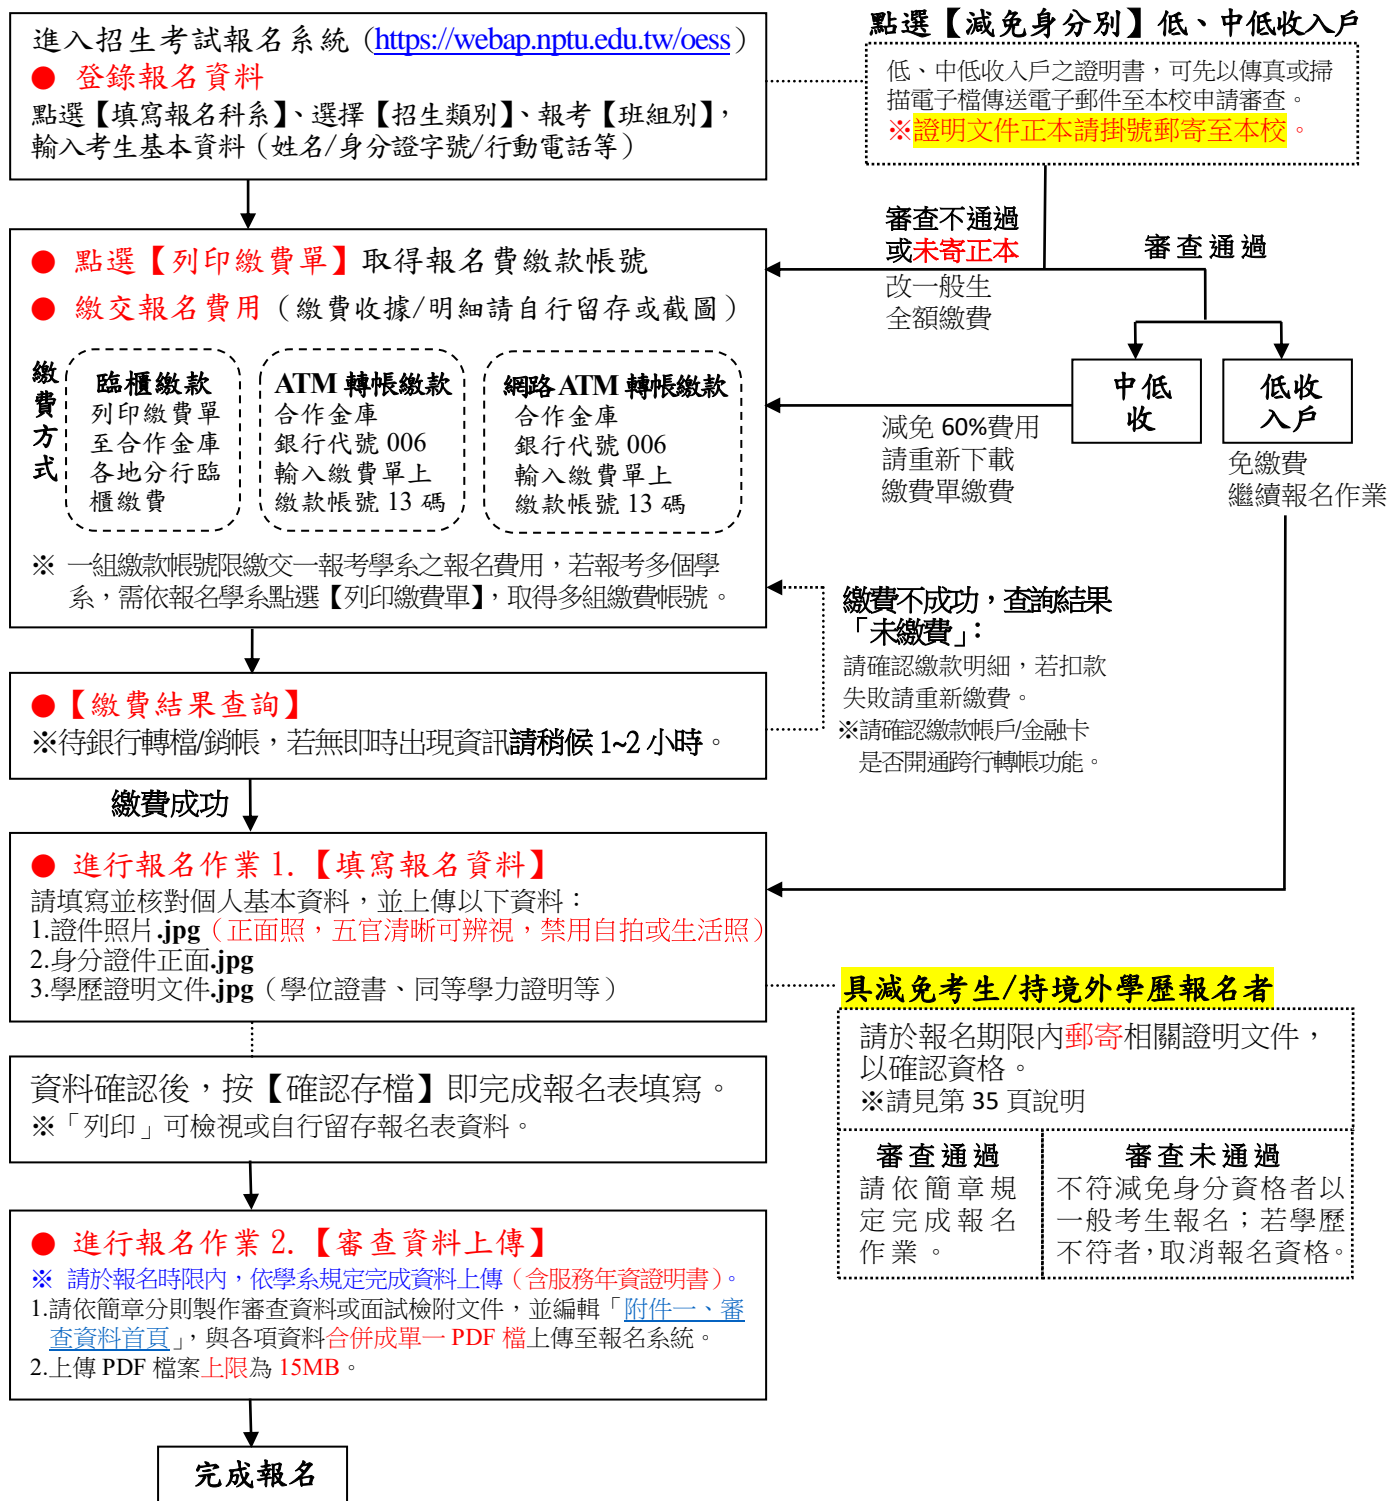 進入招生考試報名系統（https://webap.nptu.edu.tw/oess）
● 登錄報名資料
點選【填寫報名科系】、選擇【招生類別】、報考【班組別】，
輸入考生基本資料（姓名/身分證字號/行動電話等）
點選【減免身分別】低、中低收入戶
低、中低收入戶之證明書，可先以傳真或掃
描電子檔傳送電子郵件至本校申請審查。
※證明文件正本請掛號郵寄至本校。
審查不通過
或未寄正本
改一般生
全額繳費
審查通過
中低
收
低收
入戶
減免 60%費用
請重新下載
繳費單繳費
免繳費
繼續報名作業
● 點選【列印繳費單】取得報名費繳款帳號
● 繳交報名費用（繳費收據/明細請自行留存或截圖）
繳費方式
臨櫃繳款
列印繳費單
至合作金庫
各地分行臨
櫃繳費
ATM 轉帳繳款
合作金庫
銀行代號 006
輸入繳費單上
繳款帳號 13 碼
網路 ATM 轉帳繳款
合作金庫
銀行代號 006
輸入繳費單上
繳款帳號 13 碼
※ 一組繳款帳號限繳交一報考學系之報名費用，若報考多個學
系，需依報名學系點選【列印繳費單】，取得多組繳費帳號。
繳費不成功，查詢結果
「未繳費」：
請確認繳款明細，若扣款
失敗請重新繳費。
※請確認繳款帳戶/金融卡
是否開通跨行轉帳功能。
●【繳費結果查詢】
※待銀行轉檔/銷帳，若無即時出現資訊請稍候 1~2 小時。
繳費成功
● 進行報名作業 1.【填寫報名資料】
請填寫並核對個人基本資料，並上傳以下資料：
1.證件照片.jpg（正面照，五官清晰可辨視，禁用自拍或生活照）
2.身分證件正面.jpg
3.學歷證明文件.jpg（學位證書、同等學力證明等）
具減免考生/持境外學歷報名者
請於報名期限內郵寄相關證明文件，
以確認資格。
※請見第 35 頁說明
審查通過
請依簡章規
定完成報名
作業。
審查未通過
不符減免身分資格者以
一般考生報名；若學歷
不符者，取消報名資格。
資料確認後，按【確認存檔】即完成報名表填寫。
※「列印」可檢視或自行留存報名表資料。
● 進行報名作業 2.【審查資料上傳】
※ 請於報名時限內，依學系規定完成資料上傳（含服務年資證明書）。
1.請依簡章分則製作審查資料或面試檢附文件，並編輯「附件一、審
查資料首頁」，與各項資料合併成單一 PDF 檔上傳至報名系統。
2.上傳 PDF 檔案上限為 15MB。
完成報名